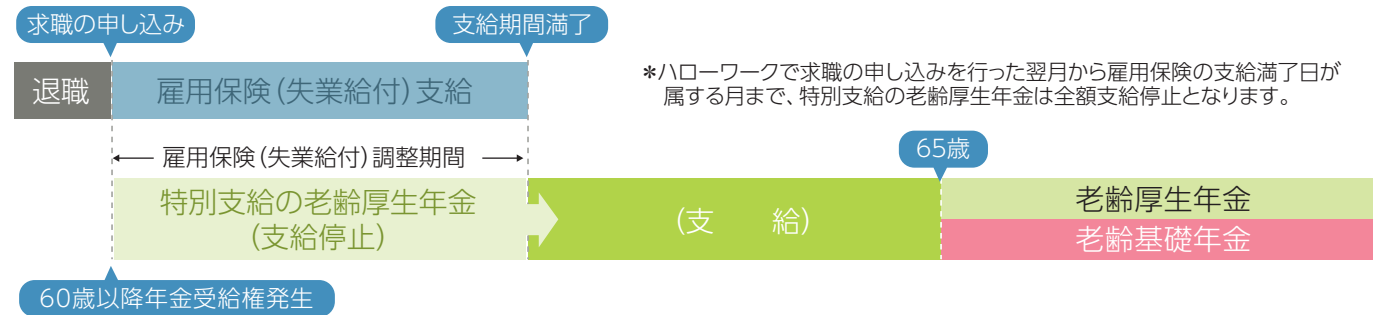 求職の申し込み
支給期間満了
退職
雇用保険(失業給付)支給
*ハローワークで求職の申し込みを行った翌月から雇用保険の支給満了日が
属する月まで、特別支給の老齢厚生年金は全額支給停止となります。
雇用保険(失業給付)調整期間
65歳
特別支給の老齢厚生年金
(支給停止)
(支　給)
老齢厚生年金
老齢基礎年金
60歳以降年金受給権発生